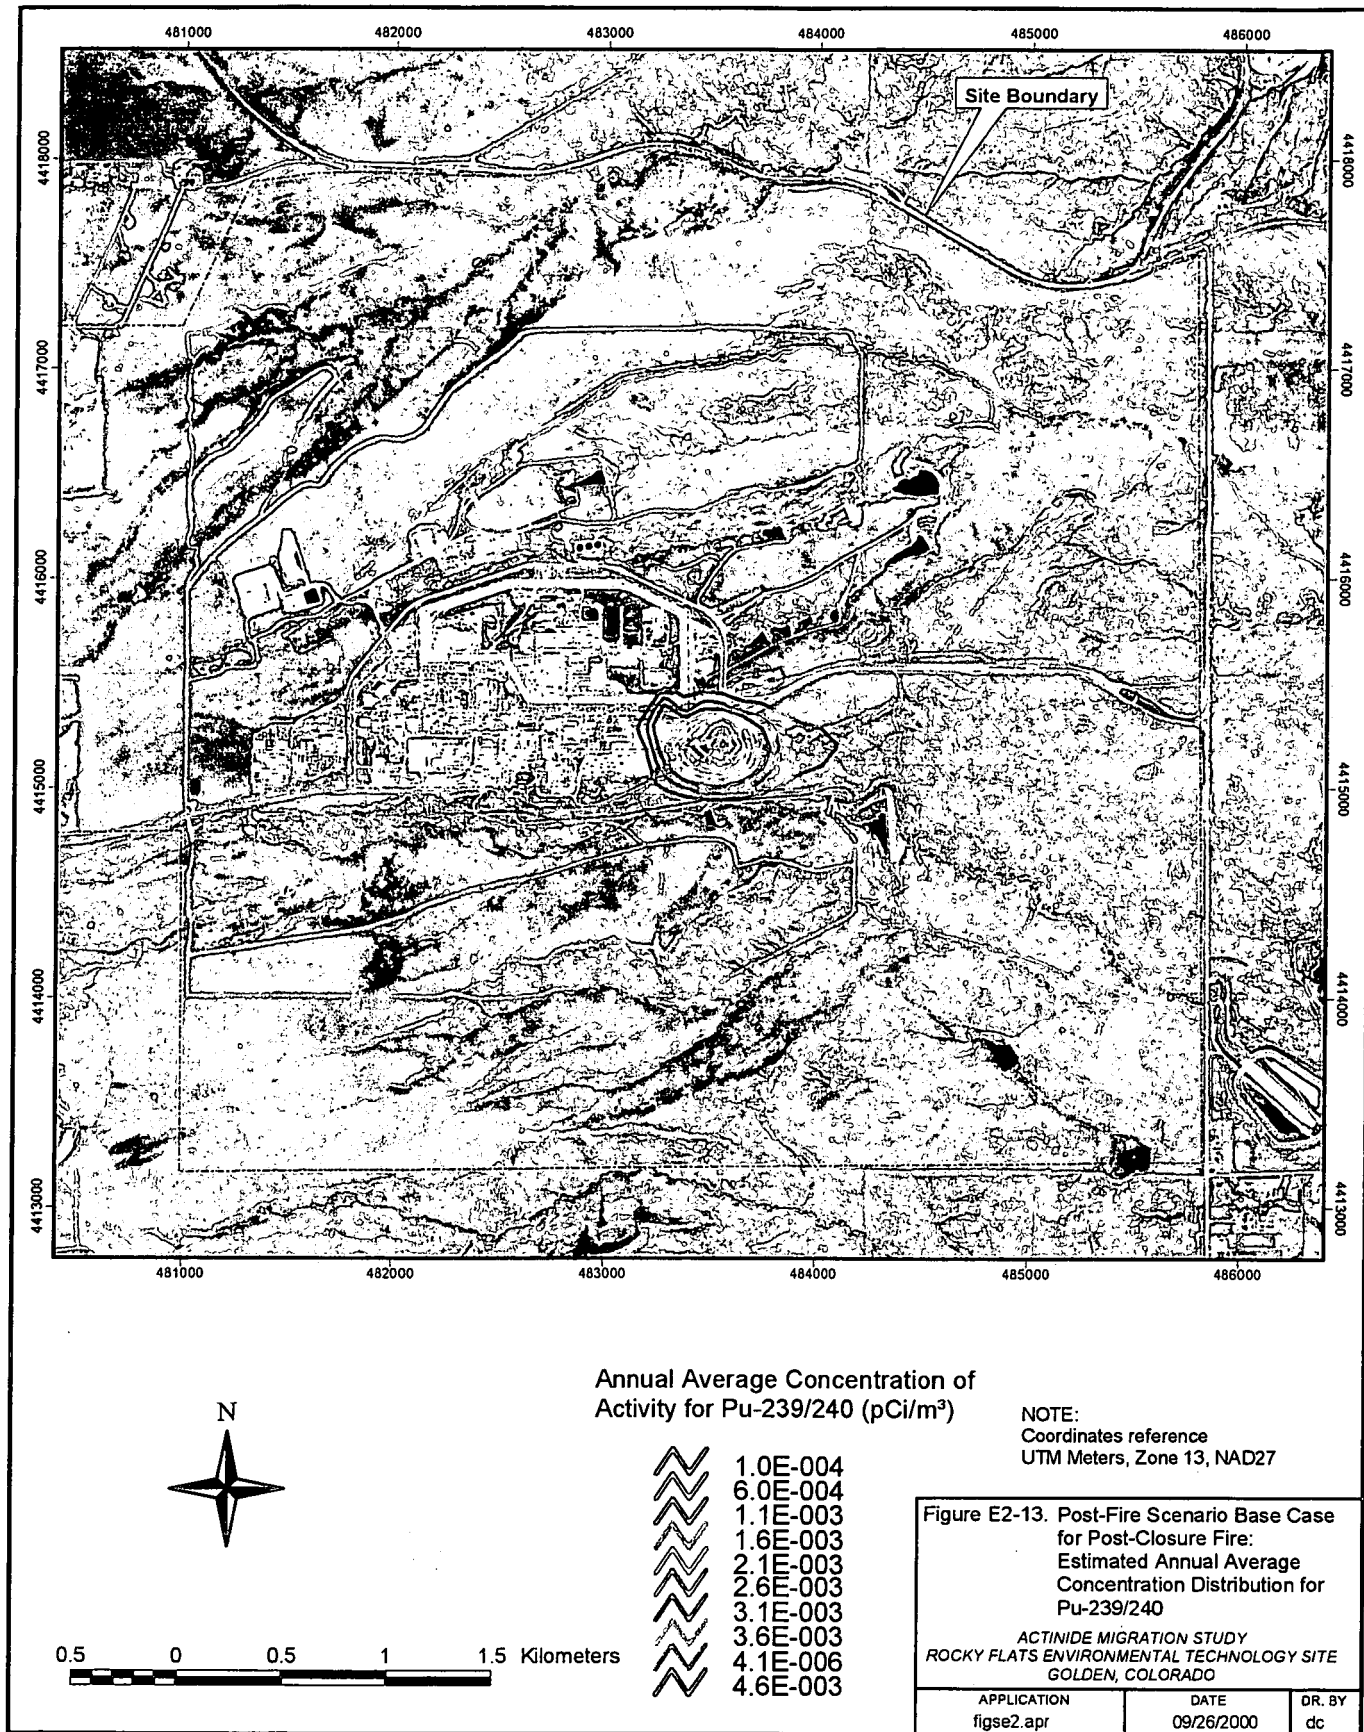 481000 482000 483000 484000 485000 486000
Site Boundary
4418000 4418000
4417000 4417000
4416000 4416000
4415000 4415000
4414000 4414000
4413000 4413000
481000 482000 483000 484000 485000 486000
Annual Average Concentration of
Activity for Pu-239/240 (pCi/m³)
1.0E-004
6.0E-004
1.1E-003
1.6E-003
2.1E-003
2.6E-003
3.1E-003
3.6E-003
4.1E-006
4.6E-003
N
0.5 0 0.5 1 1.5 Kilometers
NOTE:
Coordinates reference
UTM Meters, Zone 13, NAD27
Figure E2-13. Post-Fire Scenario Base Case
for Post-Closure Fire:
Estimated Annual Average
Concentration Distribution for
Pu-239/240
ACTINIDE MIGRATION STUDY
ROCKY FLATS ENVIRONMENTAL TECHNOLOGY SITE
GOLDEN, COLORADO
APPLICATION DATE DR. BY
figse2.apr 09/26/2000 dc